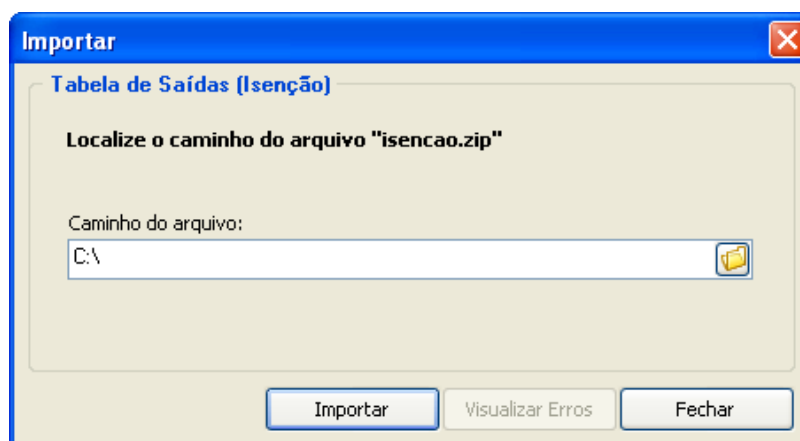 Importar
Tabela de Saídas (Isenção)
Localize o caminho do arquivo "isencao.zip"
Caminho do arquivo:
C:\
Importar
Visualizar Erros
Fechar